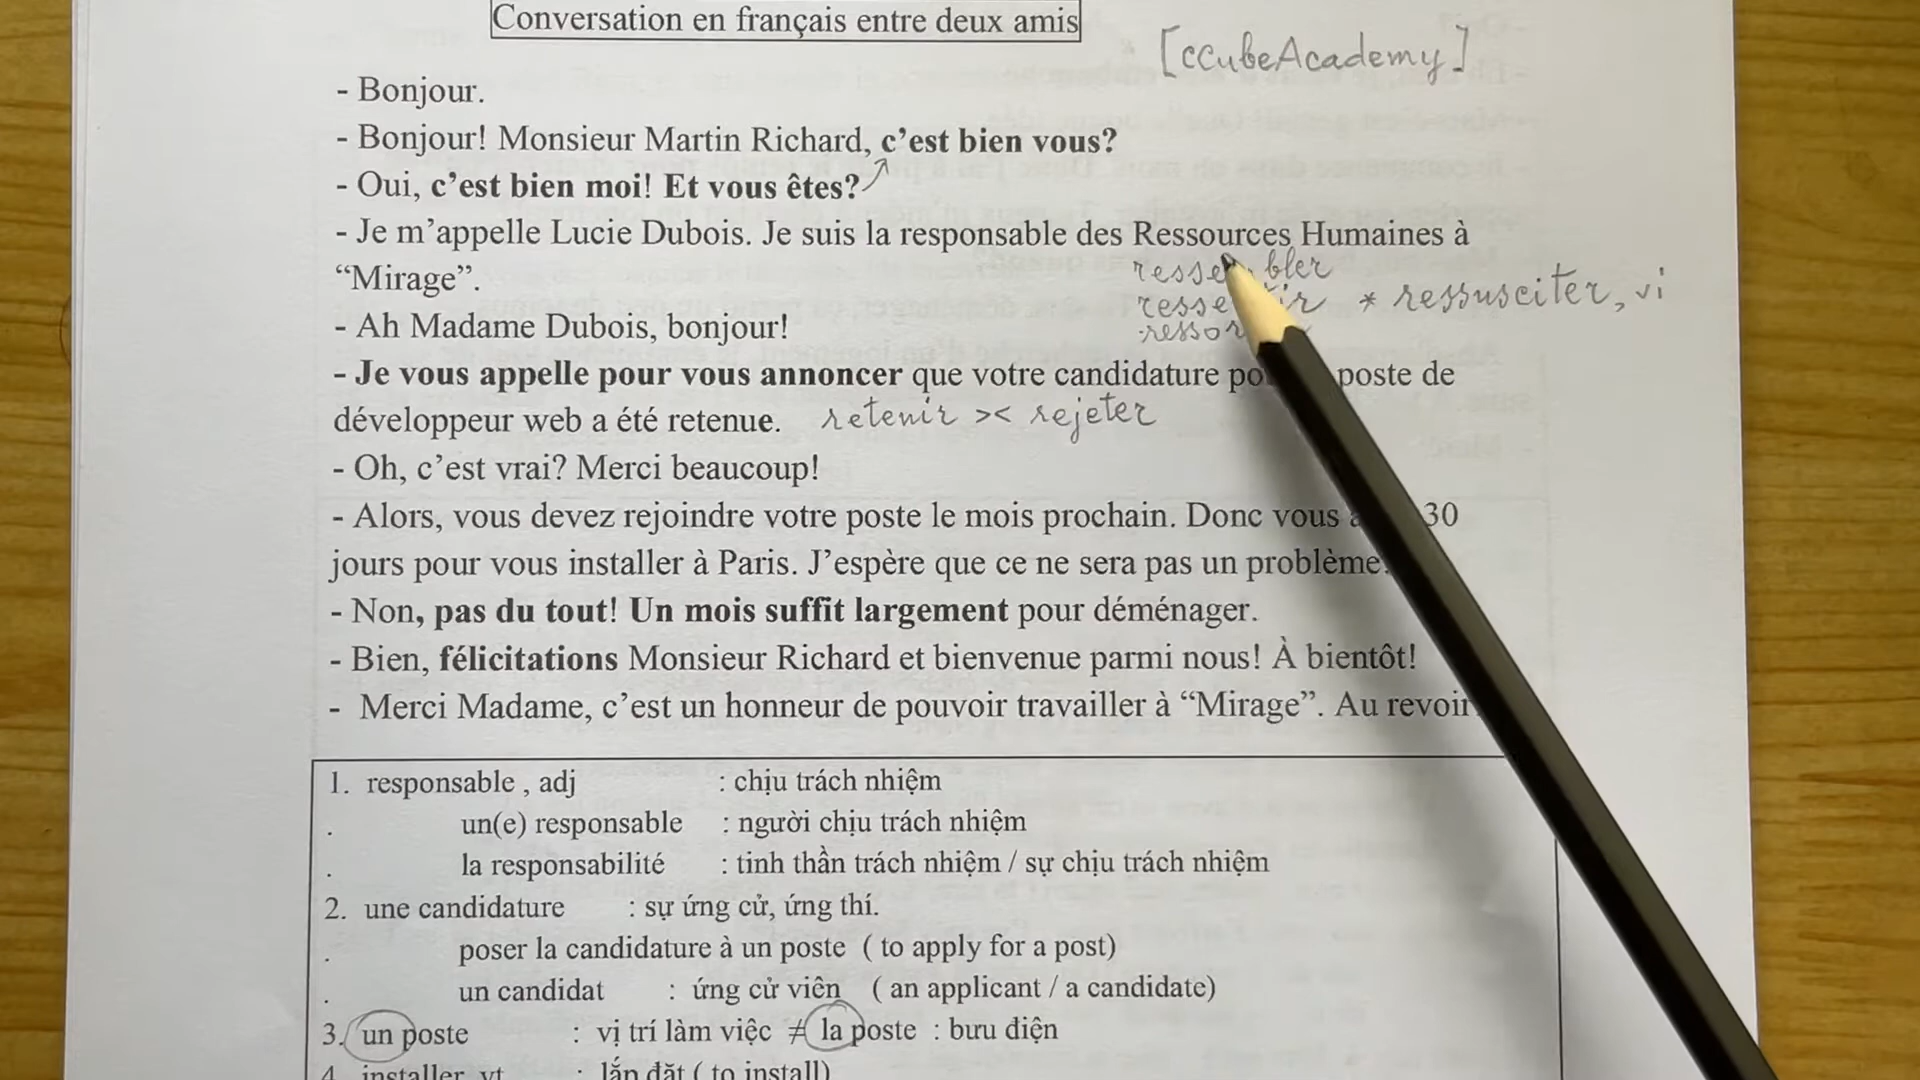 Conversation en français entre deux amis
[CCubeAcademy]
- Bonjour.
- Bonjour! Monsieur Martin Richard, c’est bien vous?
- Oui, c’est bien moi! Et vous êtes?
- Je m’appelle Lucie Dubois. Je suis la responsable des Ressources Humaines à
“Mirage”.
* ressusciter, vi
- Ah Madame Dubois, bonjour!
- Je vous appelle pour vous annoncer que votre candidature poste de
développeur web a été retenue. retenir >< rejeter
- Oh, c’est vrai? Merci beaucoup!
- Alors, vous devez rejoindre votre poste le mois prochain. Donc vous 30
jours pour vous installer à Paris. J’espère que ce ne sera pas un problème.
- Non, pas du tout! Un mois suffit largement pour déménager.
- Bien, félicitations Monsieur Richard et bienvenue parmi nous! À bientôt!
- Merci Madame, c’est un honneur de pouvoir travailler à “Mirage”. Au revoir
1. responsable , adj : chịu trách nhiệm
. un(e) responsable : người chịu trách nhiệm
. la responsabilité : tinh thần trách nhiệm / sự chịu trách nhiệm
2. une candidature : sự ứng cử, ứng thí.
. poser la candidature à un poste ( to apply for a post)
. un candidat : ứng cử viên ( an applicant / a candidate)
3. un poste : vị trí làm việc ≠ la poste : bưu điện
4. installer, vt : lắp đặt ( to install)